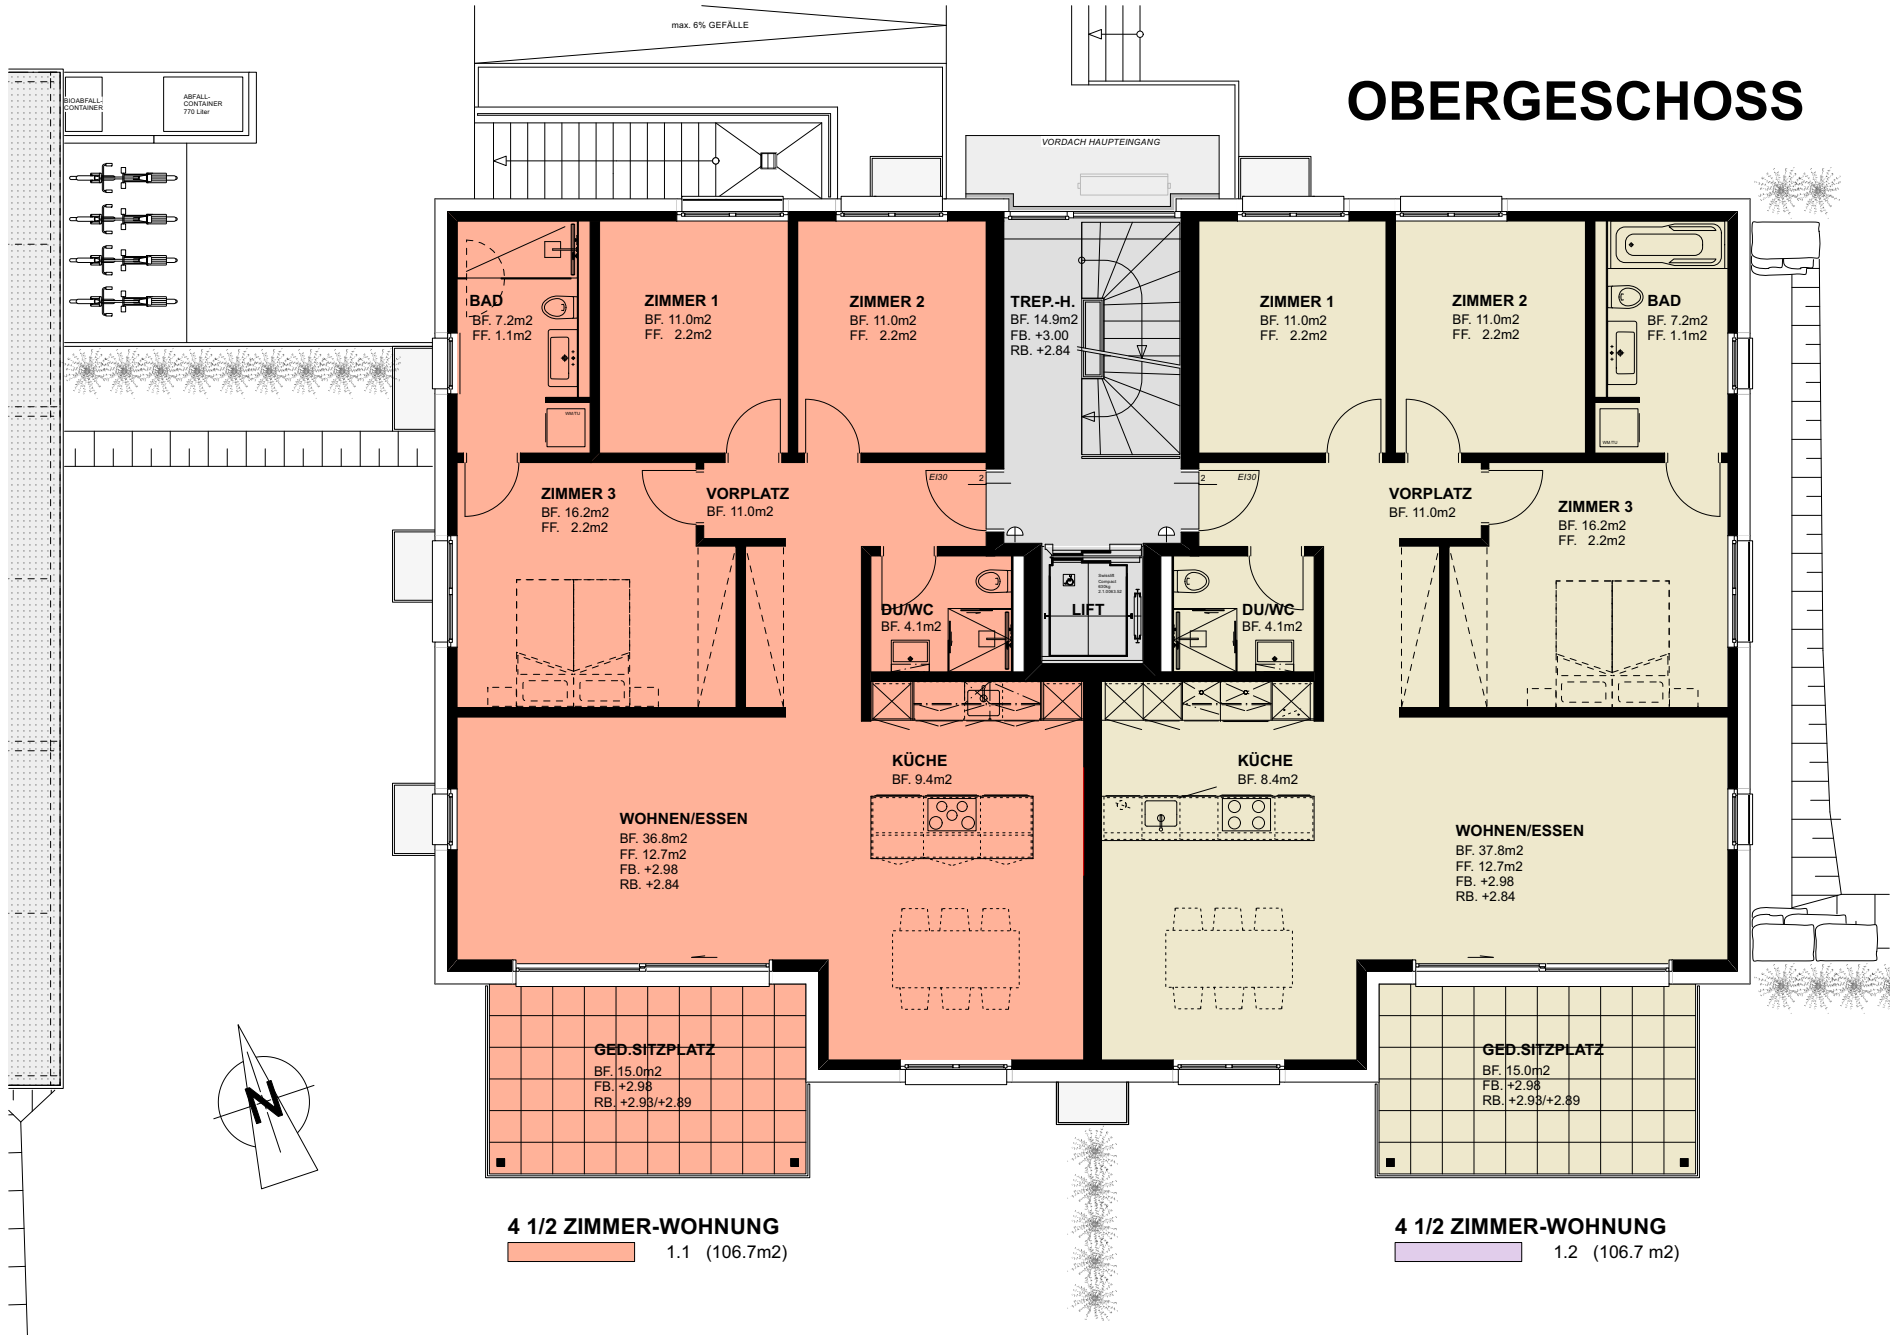 max. 6% GEFÄLLE
OBERGESCHOSS
BIOABFALL-
CONTAINER
ABFALL-
CONTAINER
770 Liter
VORDACH HAUPTEINGANG
BAD
BF. 7.2m2
FF. 1.1m2
ZIMMER 1
BF. 11.0m2
FF. 2.2m2
ZIMMER 2
BF. 11.0m2
FF. 2.2m2
TREP.-H.
BF. 14.9m2
FB. +3.00
RB. +2.84
ZIMMER 1
BF. 11.0m2
FF. 2.2m2
ZIMMER 2
BF. 11.0m2
FF. 2.2m2
BAD
BF. 7.2m2
FF. 1.1m2
WM/TU
WM/TU
ZIMMER 3
BF. 16.2m2
FF. 2.2m2
VORPLATZ
BF. 11.0m2
EI30
2
2
EI30
VORPLATZ
BF. 11.0m2
ZIMMER 3
BF. 16.2m2
FF. 2.2m2
DU/WC
BF. 4.1m2
LIFT
DU/WC
BF. 4.1m2
KÜCHE
BF. 9.4m2
KÜCHE
BF. 8.4m2
WOHNEN/ESSEN
BF. 36.8m2
FF. 12.7m2
FB. +2.98
RB. +2.84
WOHNEN/ESSEN
BF. 37.8m2
FF. 12.7m2
FB. +2.98
RB. +2.84
GED.SITZPLATZ
BF. 15.0m2
FB. +2.98
RB. +2.93/+2.89
GED.SITZPLATZ
BF. 15.0m2
FB. +2.98
RB. +2.93/+2.89
N
4 1/2 ZIMMER-WOHNUNG
1.1 (106.7m2)
4 1/2 ZIMMER-WOHNUNG
1.2 (106.7 m2)